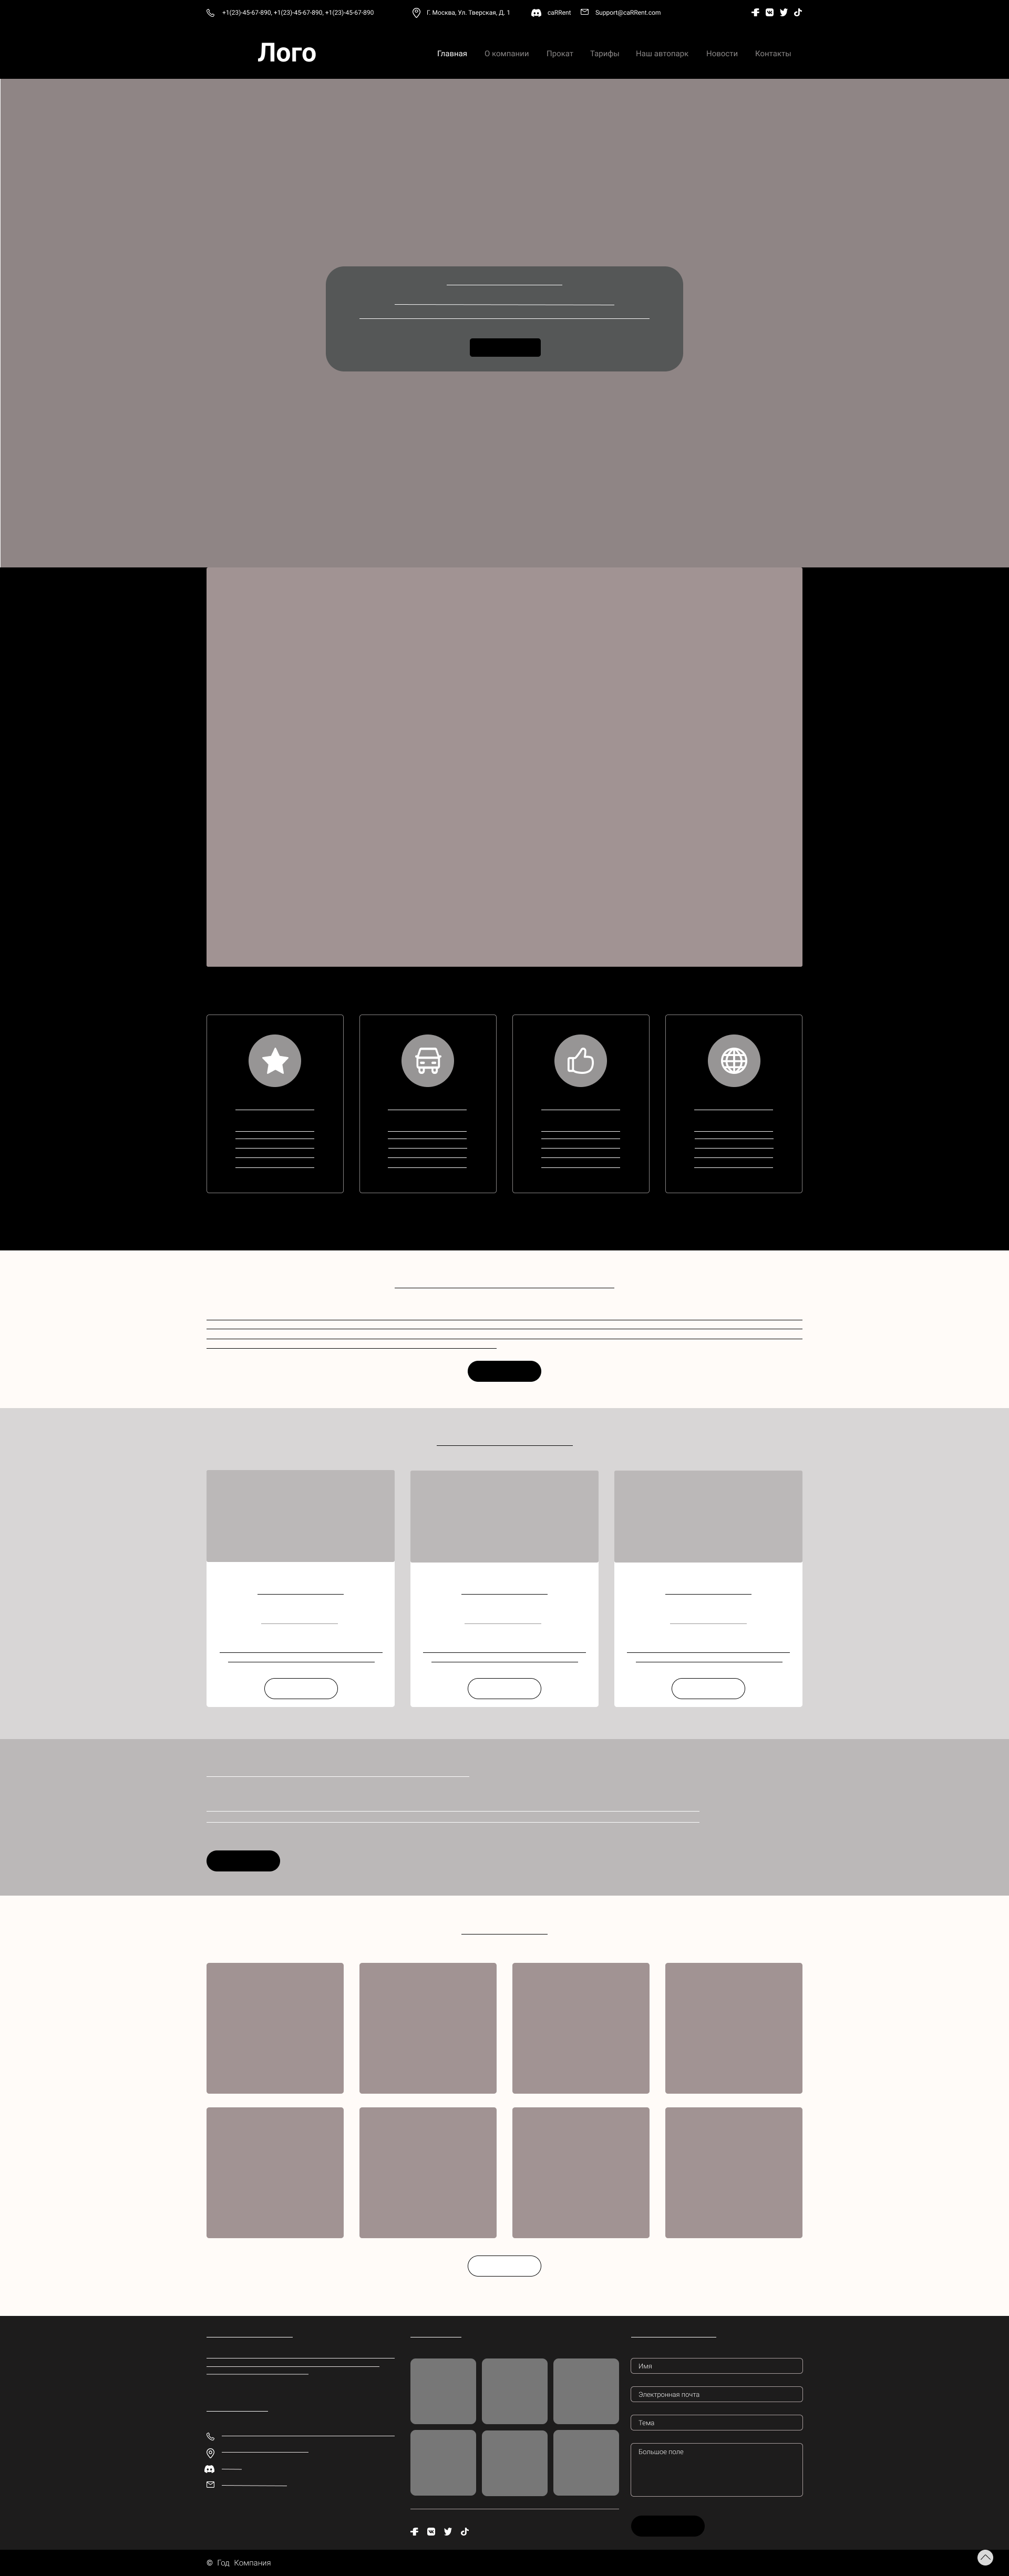 +1(23)-45-67-890, +1(23)-45-67-890, +1(23)-45-67-890 Г. Москва, Ул. Тверская, Д. 1 caRRent Support@caRRent.com
Лого
Главная О компании Прокат Тарифы Наш автопарк Новости Контакты
Имя
Электронная почта
Тема
Большое поле
© Год Компания